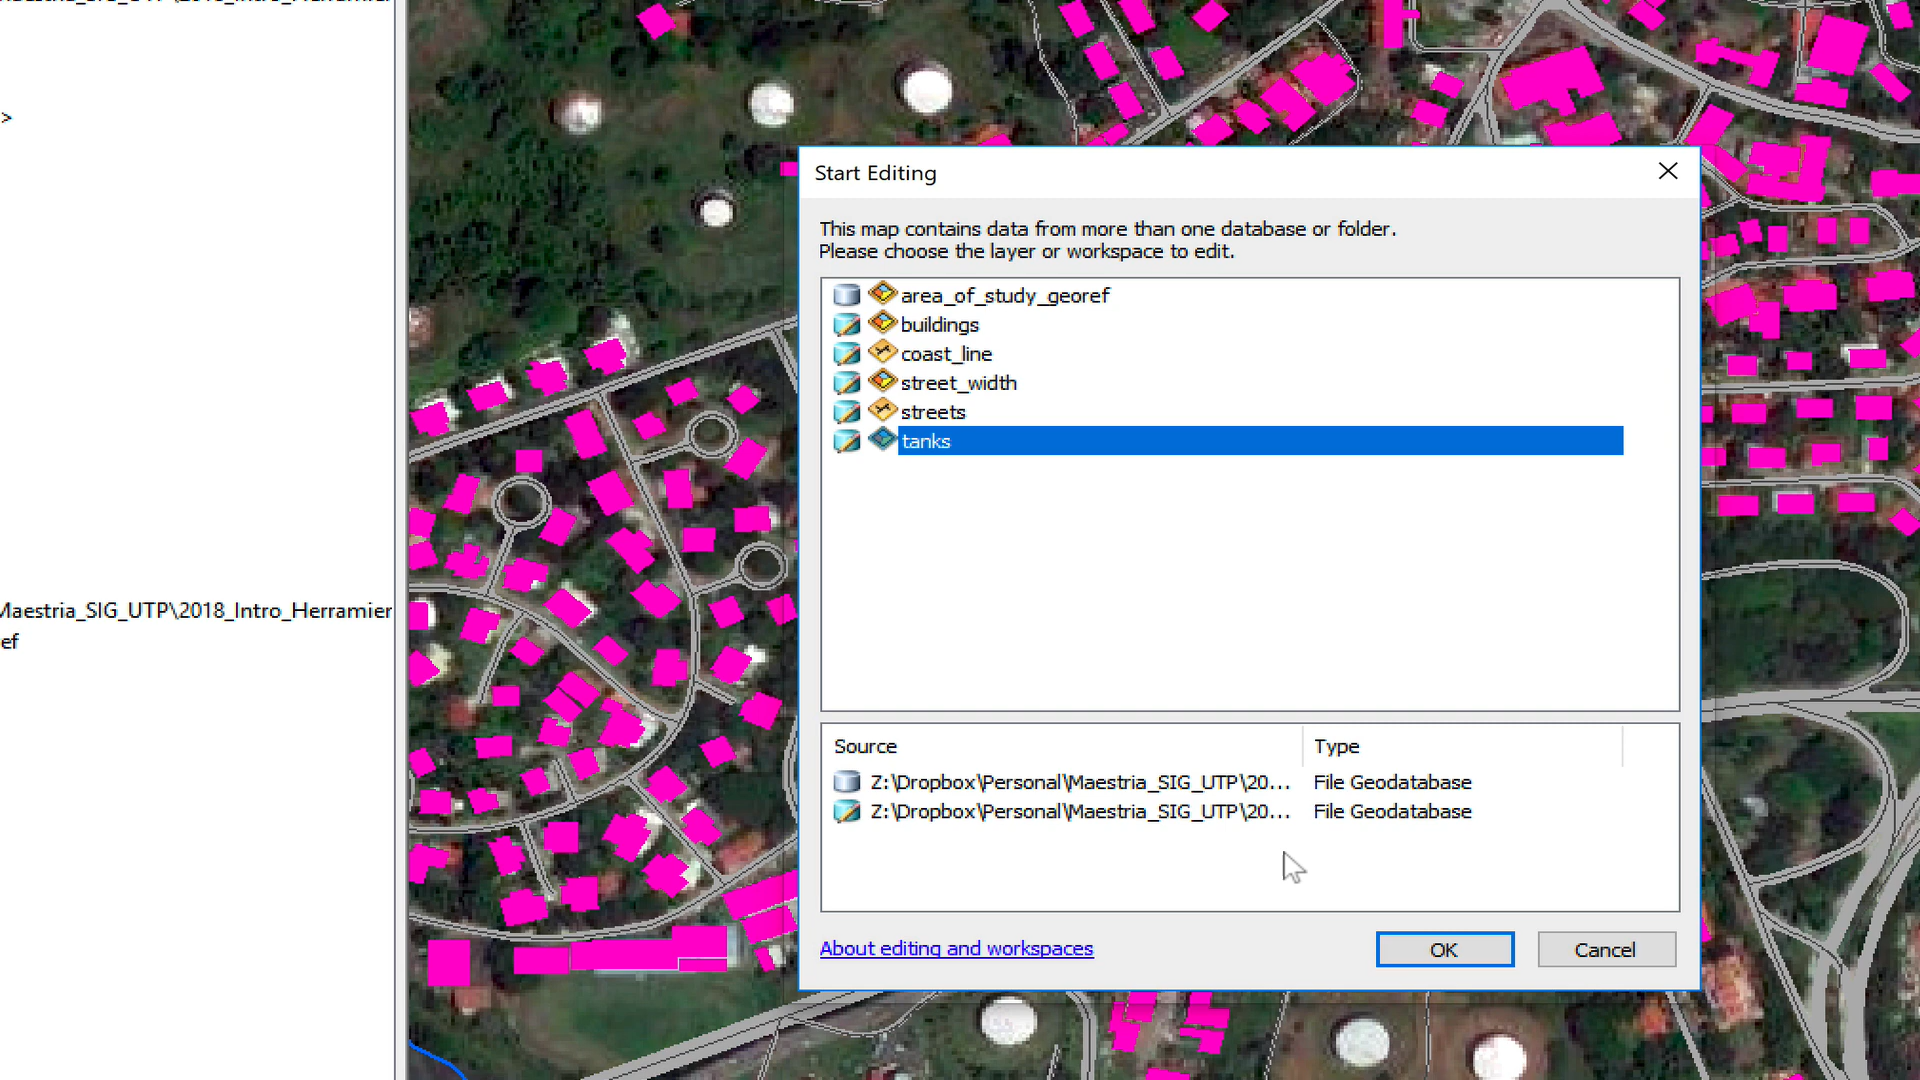 >
Maestria_SIG_UTP\2018_Intro_Herramier
ef
Start Editing
This map contains data from more than one database or folder.
Please choose the layer or workspace to edit.
area_of_study_georef
buildings
coast_line
street_width
streets
tanks
Source Type
Z:\Dropbox\Personal\Maestria_SIG_UTP\20... File Geodatabase
Z:\Dropbox\Personal\Maestria_SIG_UTP\20... File Geodatabase
About editing and workspaces
OK Cancel